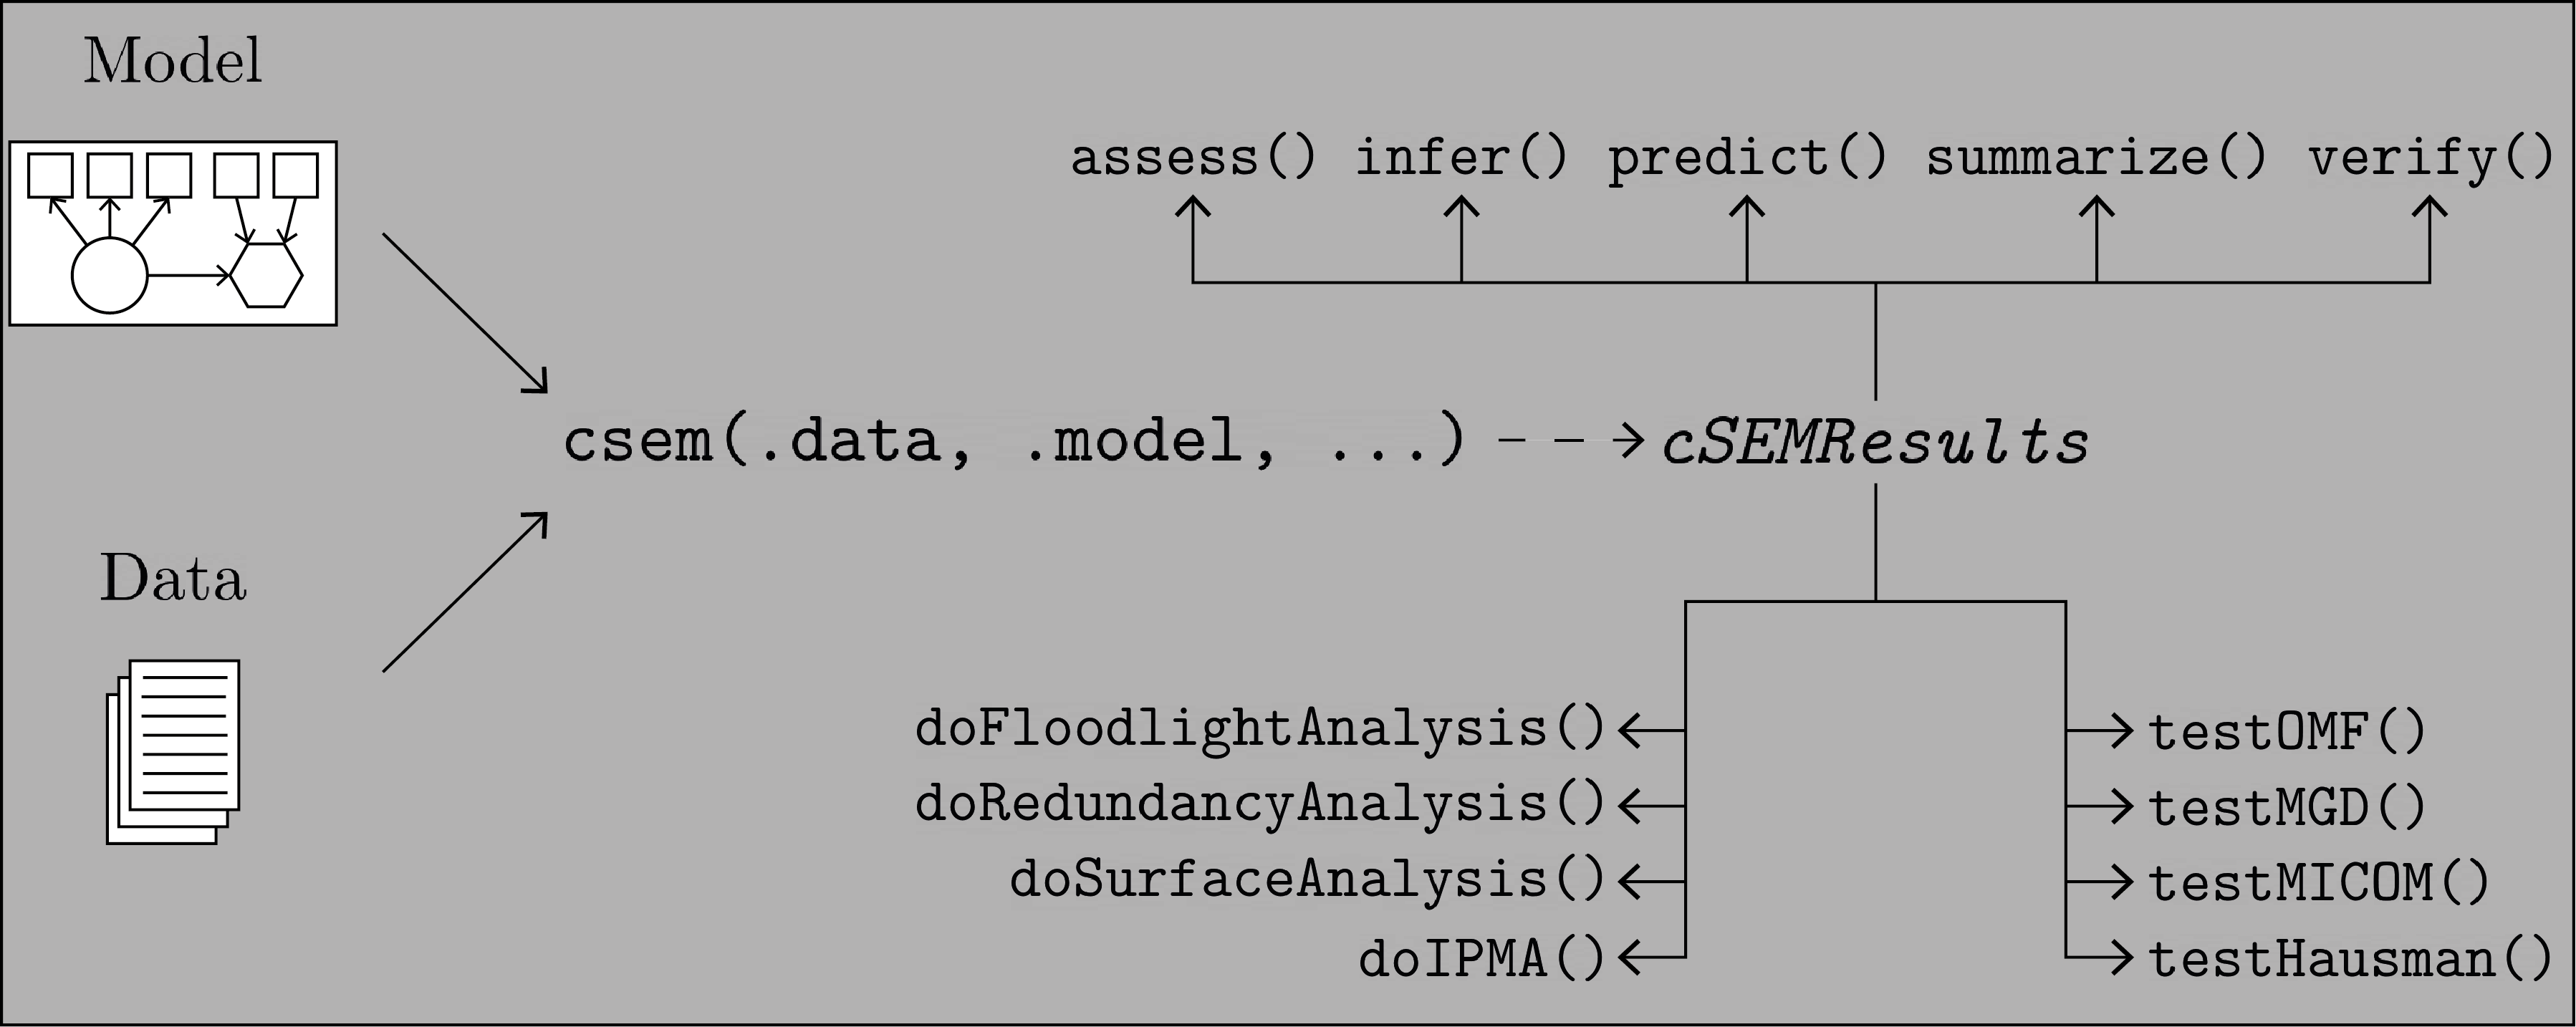 Model
assess() infer() predict() summarize() verify()
csem(.data, .model, ...) cSEMResults
Data
doFloodlightAnalysis() testOMF()
doRedundancyAnalysis() testMGD()
doSurfaceAnalysis() testMICOM()
doIPMA() testHausman()